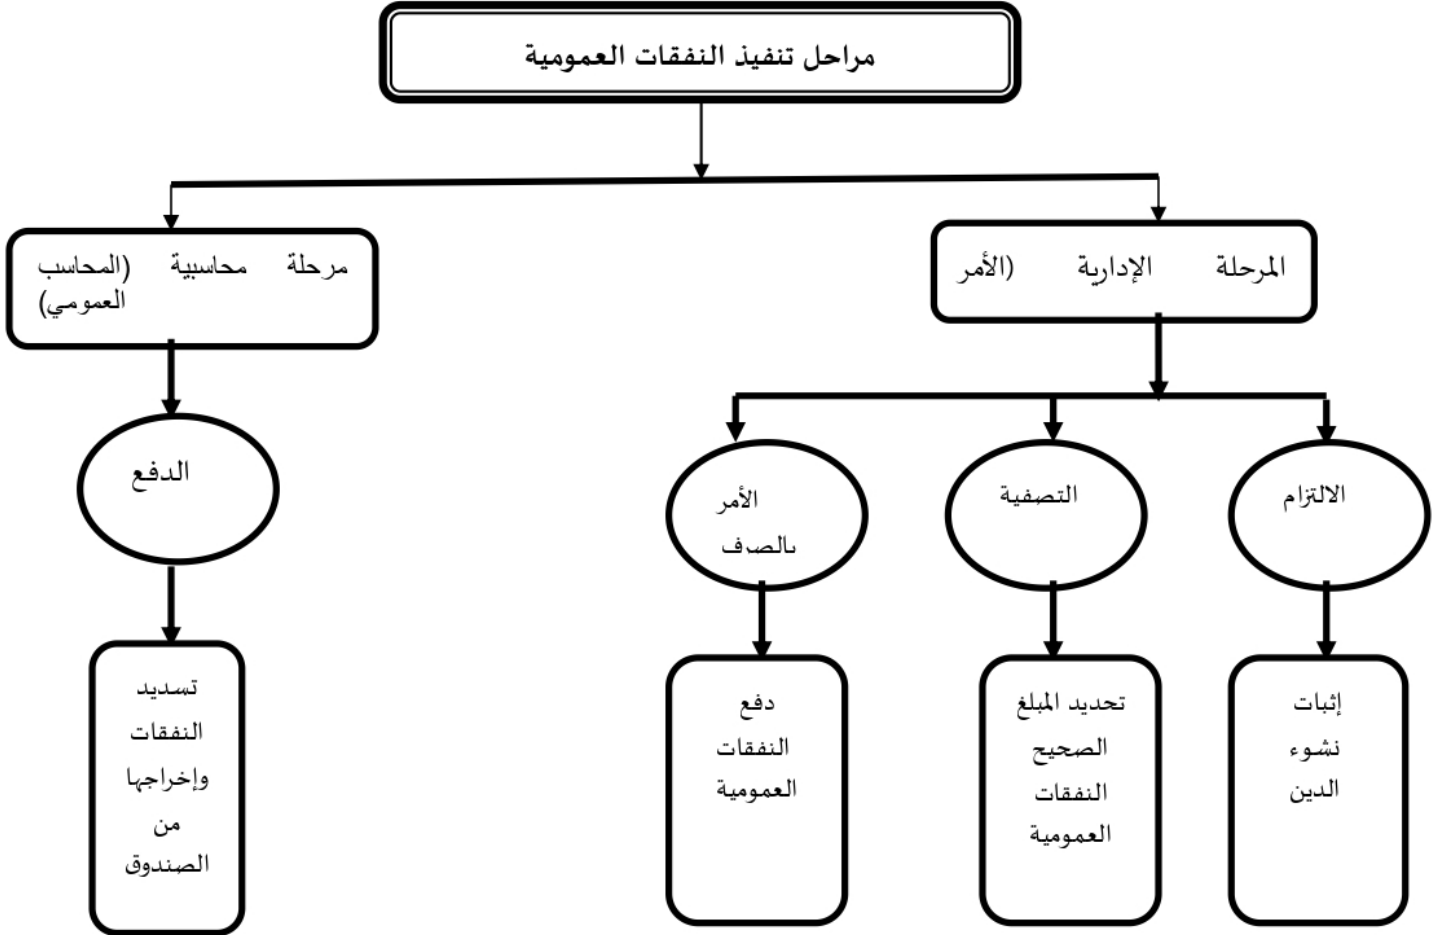 مراحل تنفيذ النفقات العمومية
المرحلة الإدارية (الأمر
مرحلة محاسبية (المحاسب
العمومي)
الالتزام
التصفية
الأمر
بالصرف
الدفع
إثبات
نشوء
الدين
تحديد المبلغ
الصحيح
النفقات
العمومية
دفع
النفقات
العمومية
تسديد
النفقات
وإخراجها
من
الصندوق